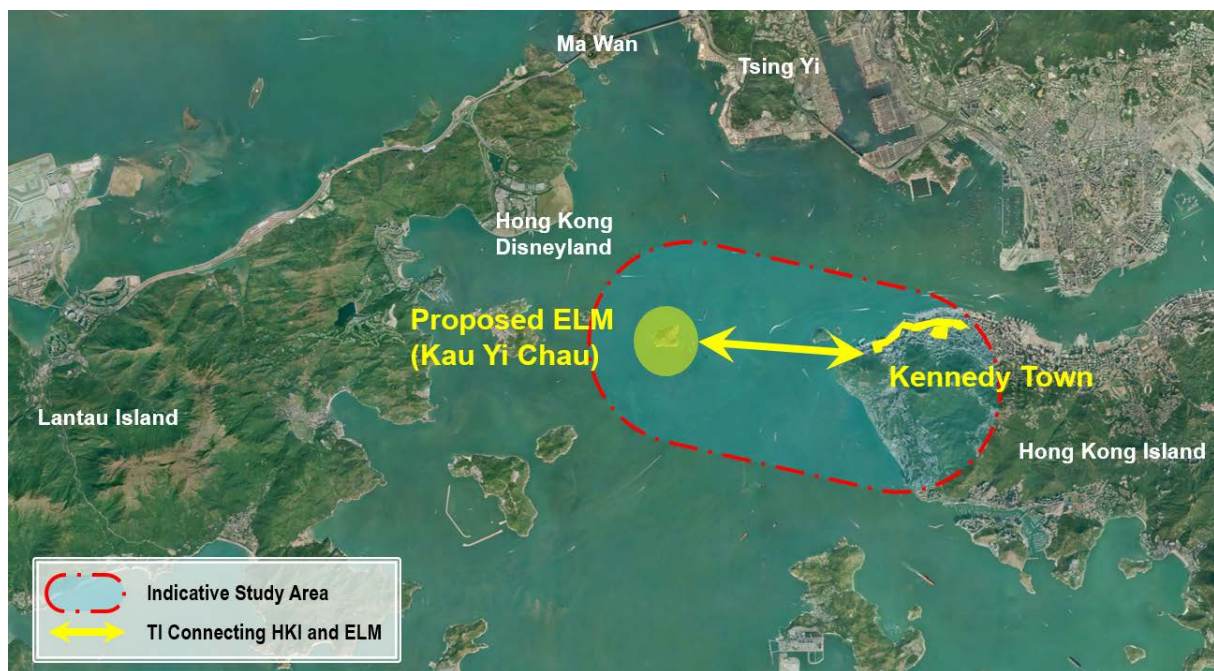 Ma Wan
Tsing Yi
Hong Kong
Disneyland
Proposed ELM
(Kau Yi Chau)
Kennedy Town
Lantau Island
Hong Kong Island
Indicative Study Area
TI Connecting HKI and ELM